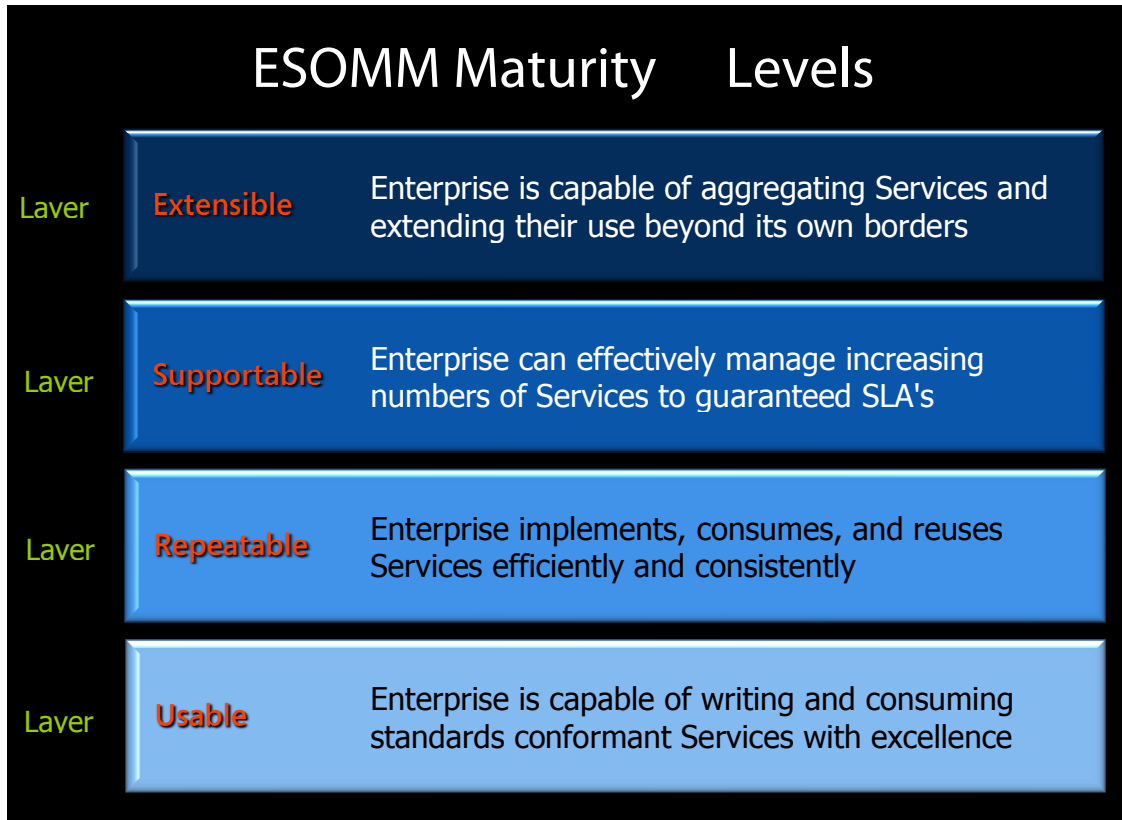 ESOMM Maturity Levels
Laver
Extensible
Enterprise is capable of aggregating Services and
extending their use beyond its own borders
Laver
Supportable
Enterprise can effectively manage increasing
numbers of Services to guaranteed SLA's
Laver
Repeatable
Enterprise implements, consumes, and reuses
Services efficiently and consistently
Laver
Usable
Enterprise is capable of writing and consuming
standards conformant Services with excellence